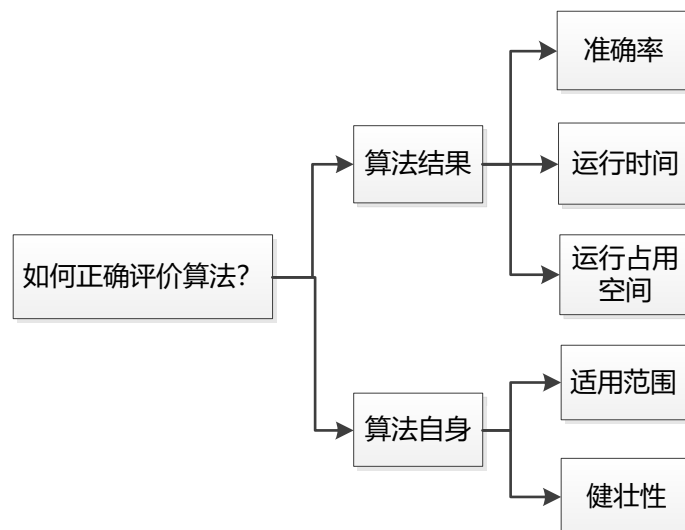 如何正确评价算法？
算法结果
准确率
运行时间
运行占用
空间
算法自身
适用范围
健壮性